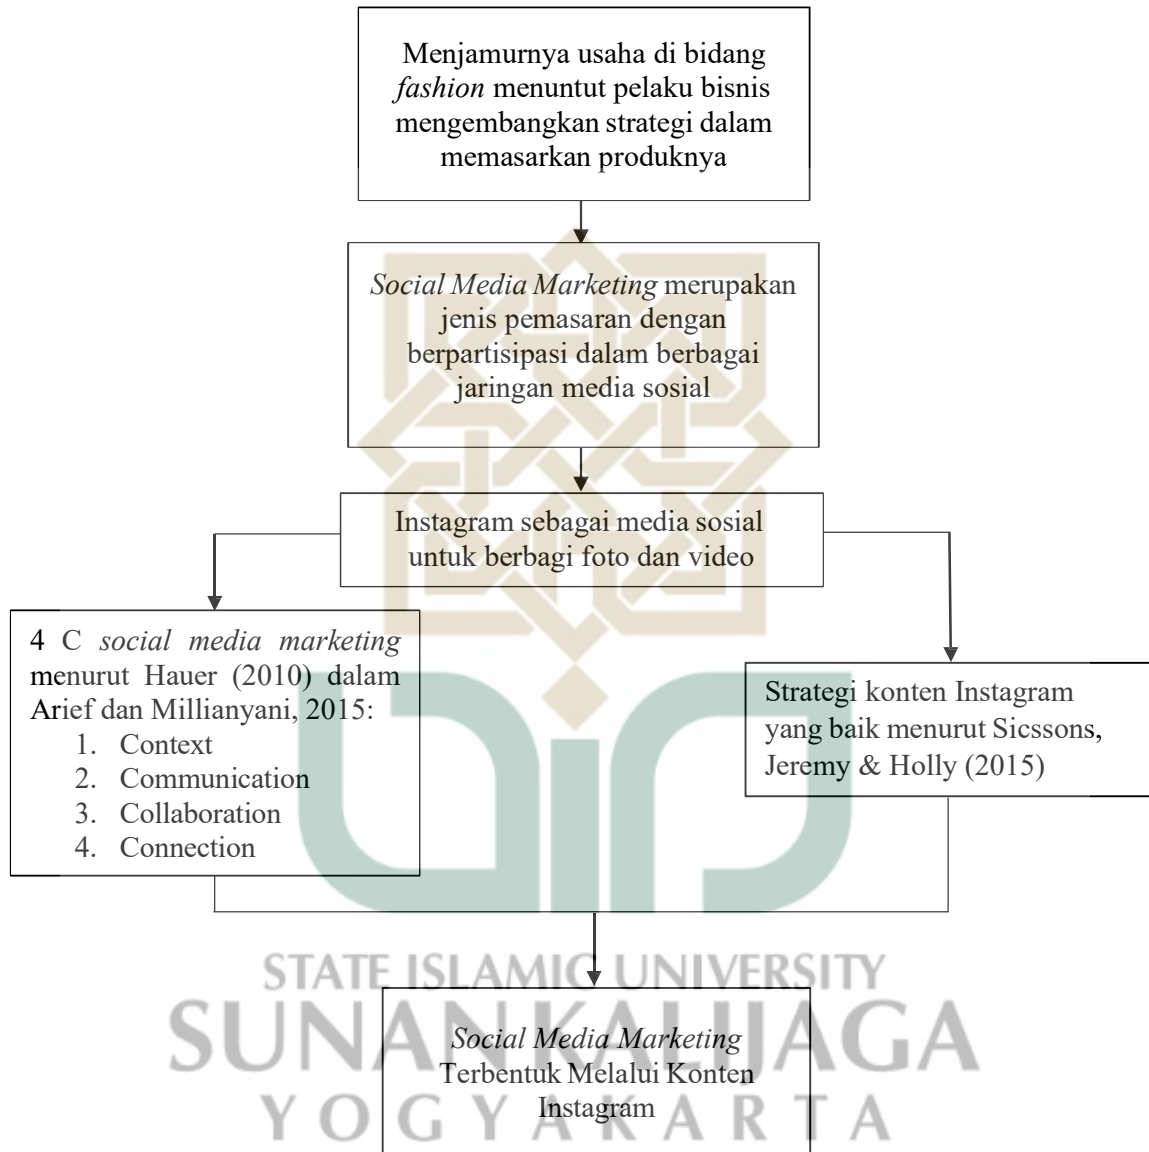 Menjamurnya usaha di bidang
fashion menuntut pelaku bisnis
mengembangkan strategi dalam
memasarkan produknya
Social Media Marketing merupakan
jenis pemasaran dengan
berpartisipasi dalam berbagai
jaringan media sosial
Instagram sebagai media sosial
untuk berbagi foto dan video
4 C social media marketing
menurut Hauer (2010) dalam
Arief dan Millianyani, 2015:
1. Context
2. Communication
3. Collaboration
4. Connection
Strategi konten Instagram
yang baik menurut Sicssons,
Jeremy & Holly (2015)
Social Media Marketing
Terbentuk Melalui Konten
Instagram
STATE ISLAMIC UNIVERSITY
SUNAN KALIJAGA
YOGYAKARTA